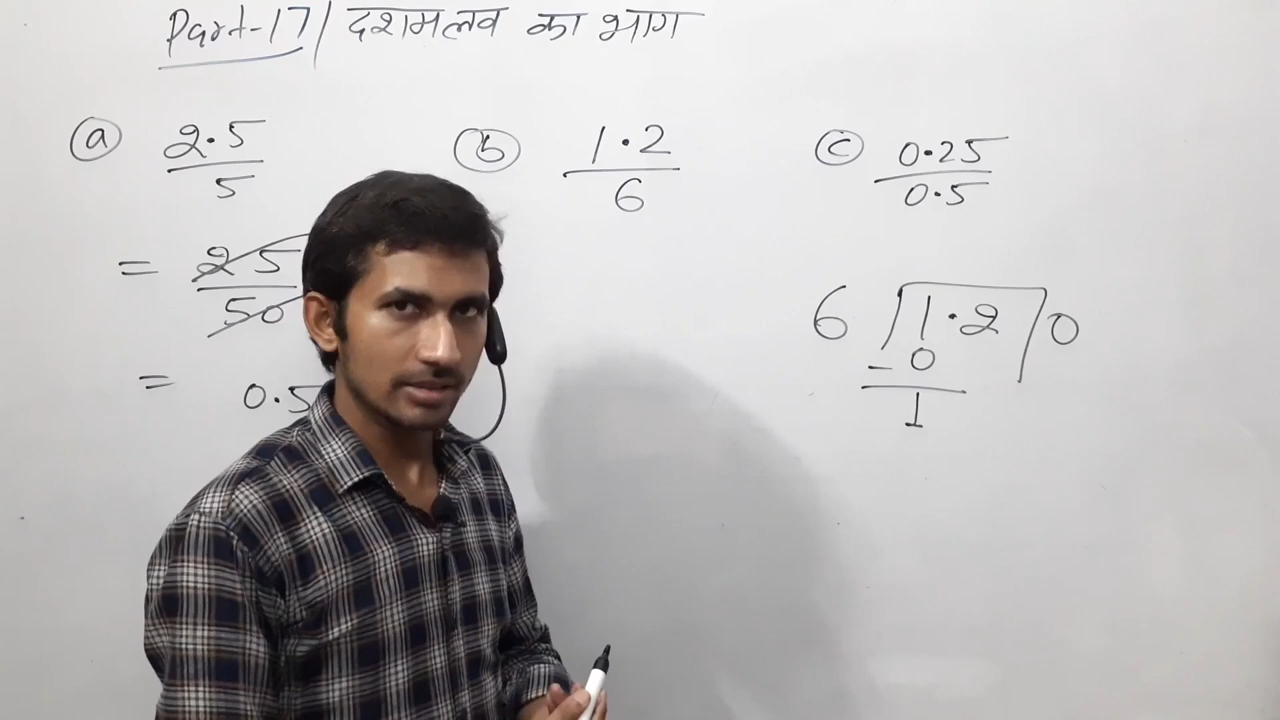 Part-17/ दशमलव का भाग
(a) 2.5/5
= 25/50
= 0.5
(b) 1.2/6
(c) 0.25/0.5
6 /1.2/0
-0
1